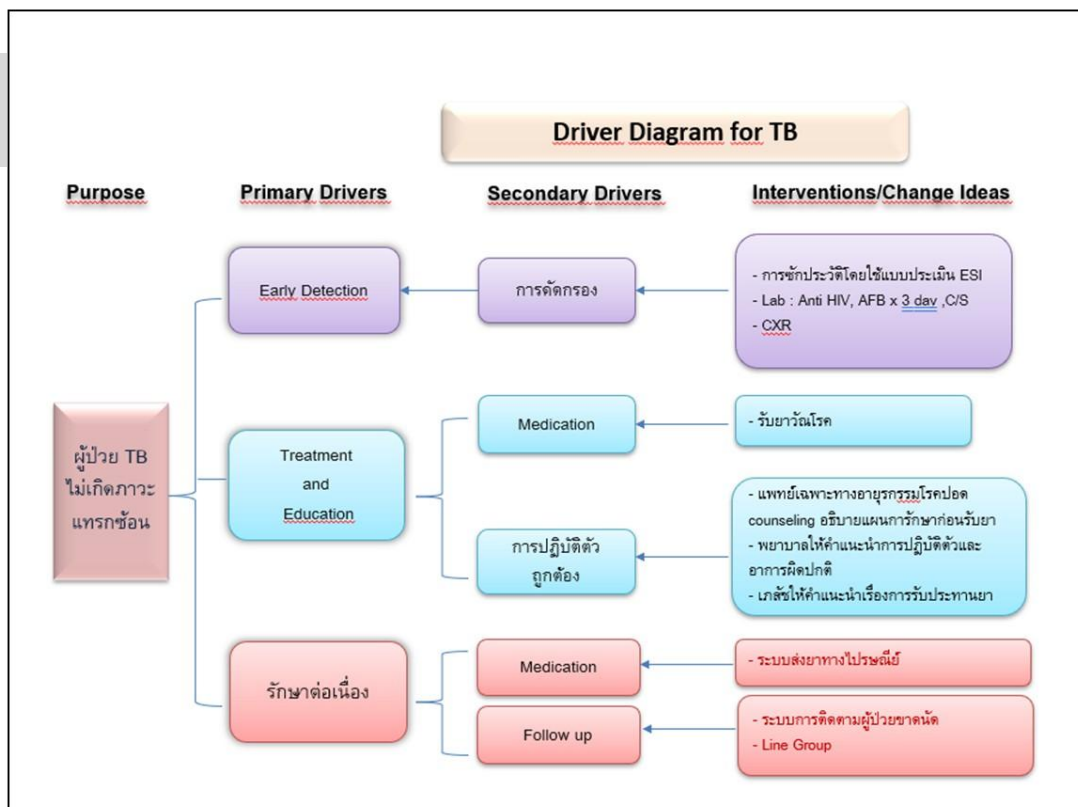 Driver Diagram for TB
Purpose
Primary Drivers
Secondary Drivers
Interventions/Change Ideas
ผู้ป่วย TB
ไม่เกิดภาวะ
แทรกซ้อน
Early Detection
การคัดกรอง
- การซักประวัติโดยใช้แบบประเมิน ESI
- Lab : Anti HIV, AFB x 3 dav ,C/S
- CXR
Treatment
and
Education
Medication
- รับยาวัณโรค
การปฎิบัติตัว
ถูกต้อง
- แพทย์เฉพาะทางอายุรกรรมโรคปอด
counseling อธิบายแผนการักษาก่อนรับยา
- พยาบาลให้คำแนะนำการปฎิบัติตัวและ
อาการผิดปกติ
- เภสัชให้คำแนะนำเรื่องการรับประทานยา
รักษาต่อเนื่อง
Medication
- ระบบส่งยาทางไปรษณีย์
Follow up
- ระบบการติดตามผู้ป่วยขาดนัด
- Line Group